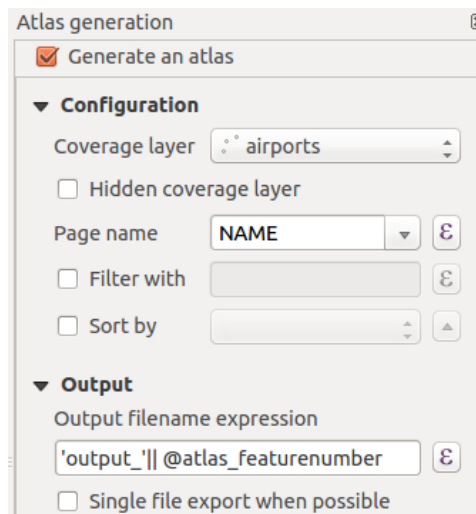 Atlas generation
Generate an atlas
Configuration
Coverage layer airports
Hidden coverage layer
Page name NAME ε
Filter with ε
Sort by
Output
Output filename expression
'output_'|| @atlas_featurenumber ε
Single file export when possible